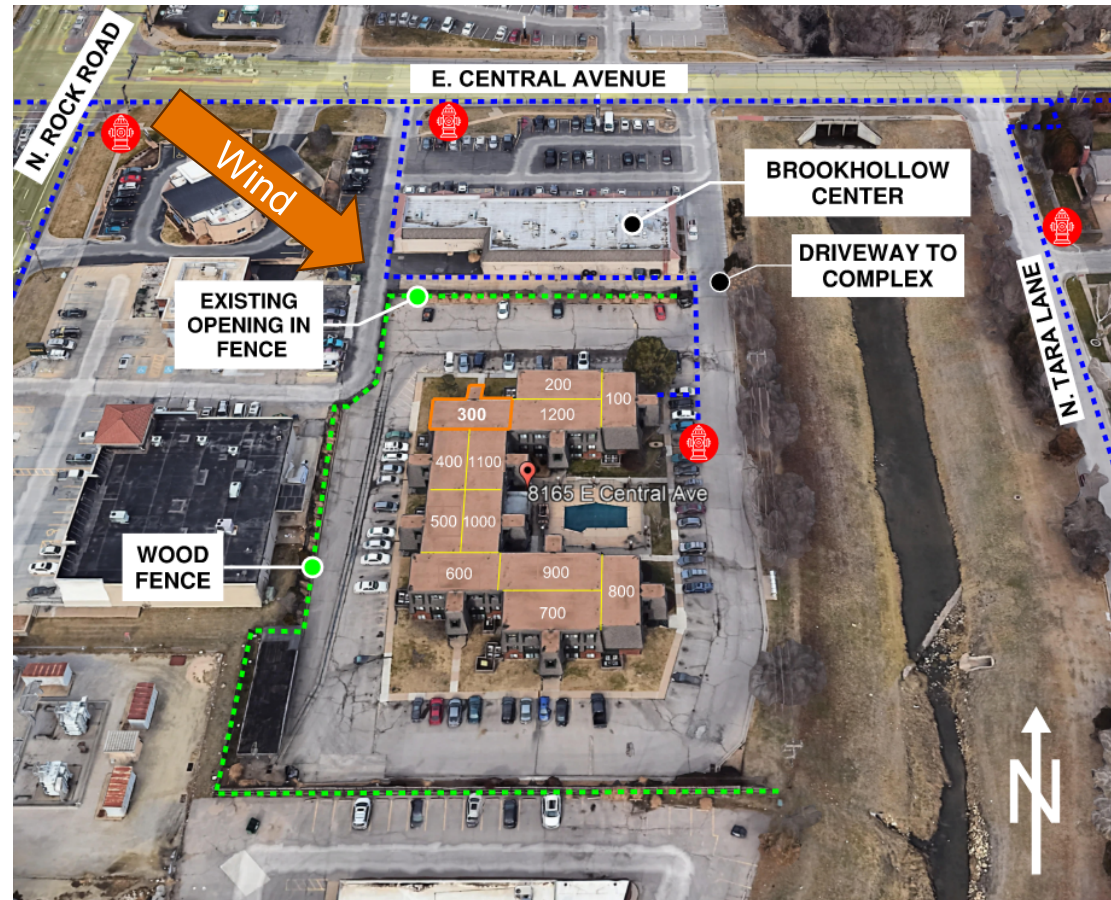 N. ROCK ROAD
E. CENTRAL AVENUE
Wind
BROOKHOLLOW
CENTER
DRIVEWAY TO
COMPLEX
EXISTING
OPENING IN
FENCE
N. TARA LANE
200
100
300
1200
400
1100
8165 E Central Ave
500
1000
WOOD
FENCE
600
900
800
700
N